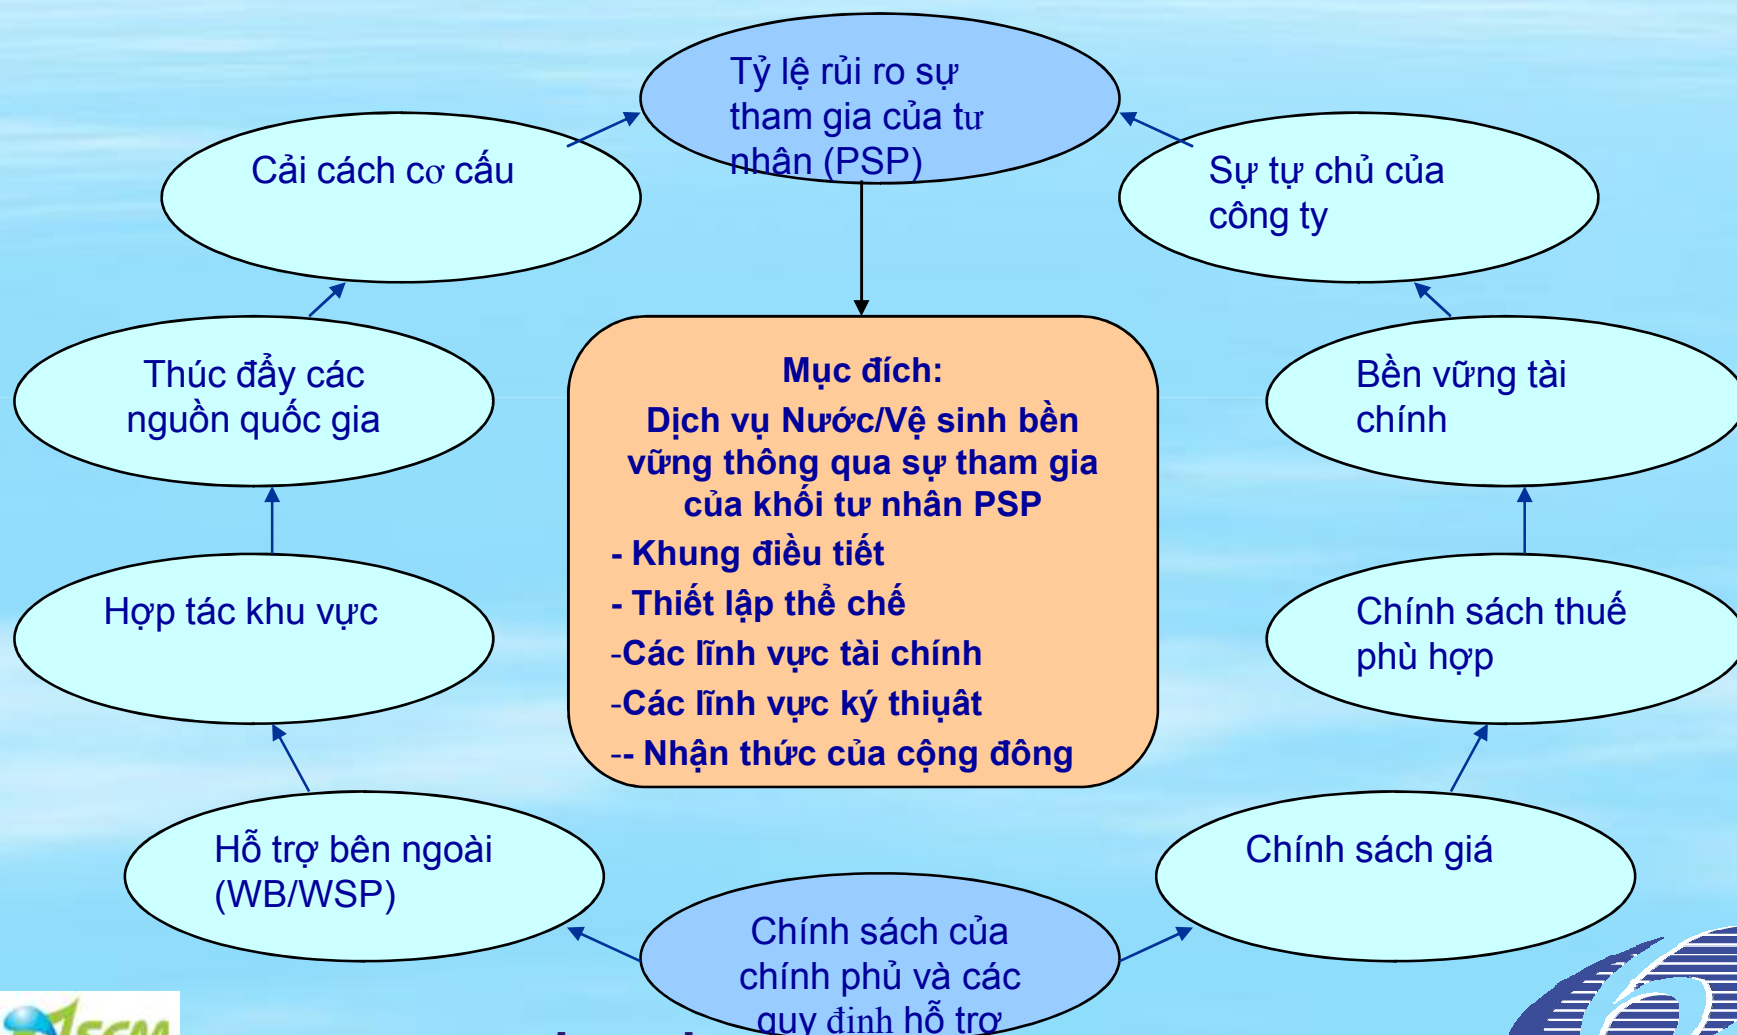 Tỷ lệ rủi ro sự
tham gia của tư
nhân (PSP)
Cải cách cơ cấu
Sự tự chủ của
công ty
Thúc đẩy các
nguồn quốc gia
Mục đích:
Dịch vụ Nước/Vệ sinh bền
vững thông qua sự tham gia
của khối tư nhân PSP
- Khung điều tiết
- Thiết lập thể chế
-Các lĩnh vực tài chính
-Các lĩnh vực ký thiụât
-- Nhận thức của cộng đông
Bền vững tài
chính
Hợp tác khu vực
Chính sách thuế
phù hợp
Hỗ trợ bên ngoài
(WB/WSP)
Chính sách giá
Chính sách của
chính phủ và các
quy định hỗ trợ